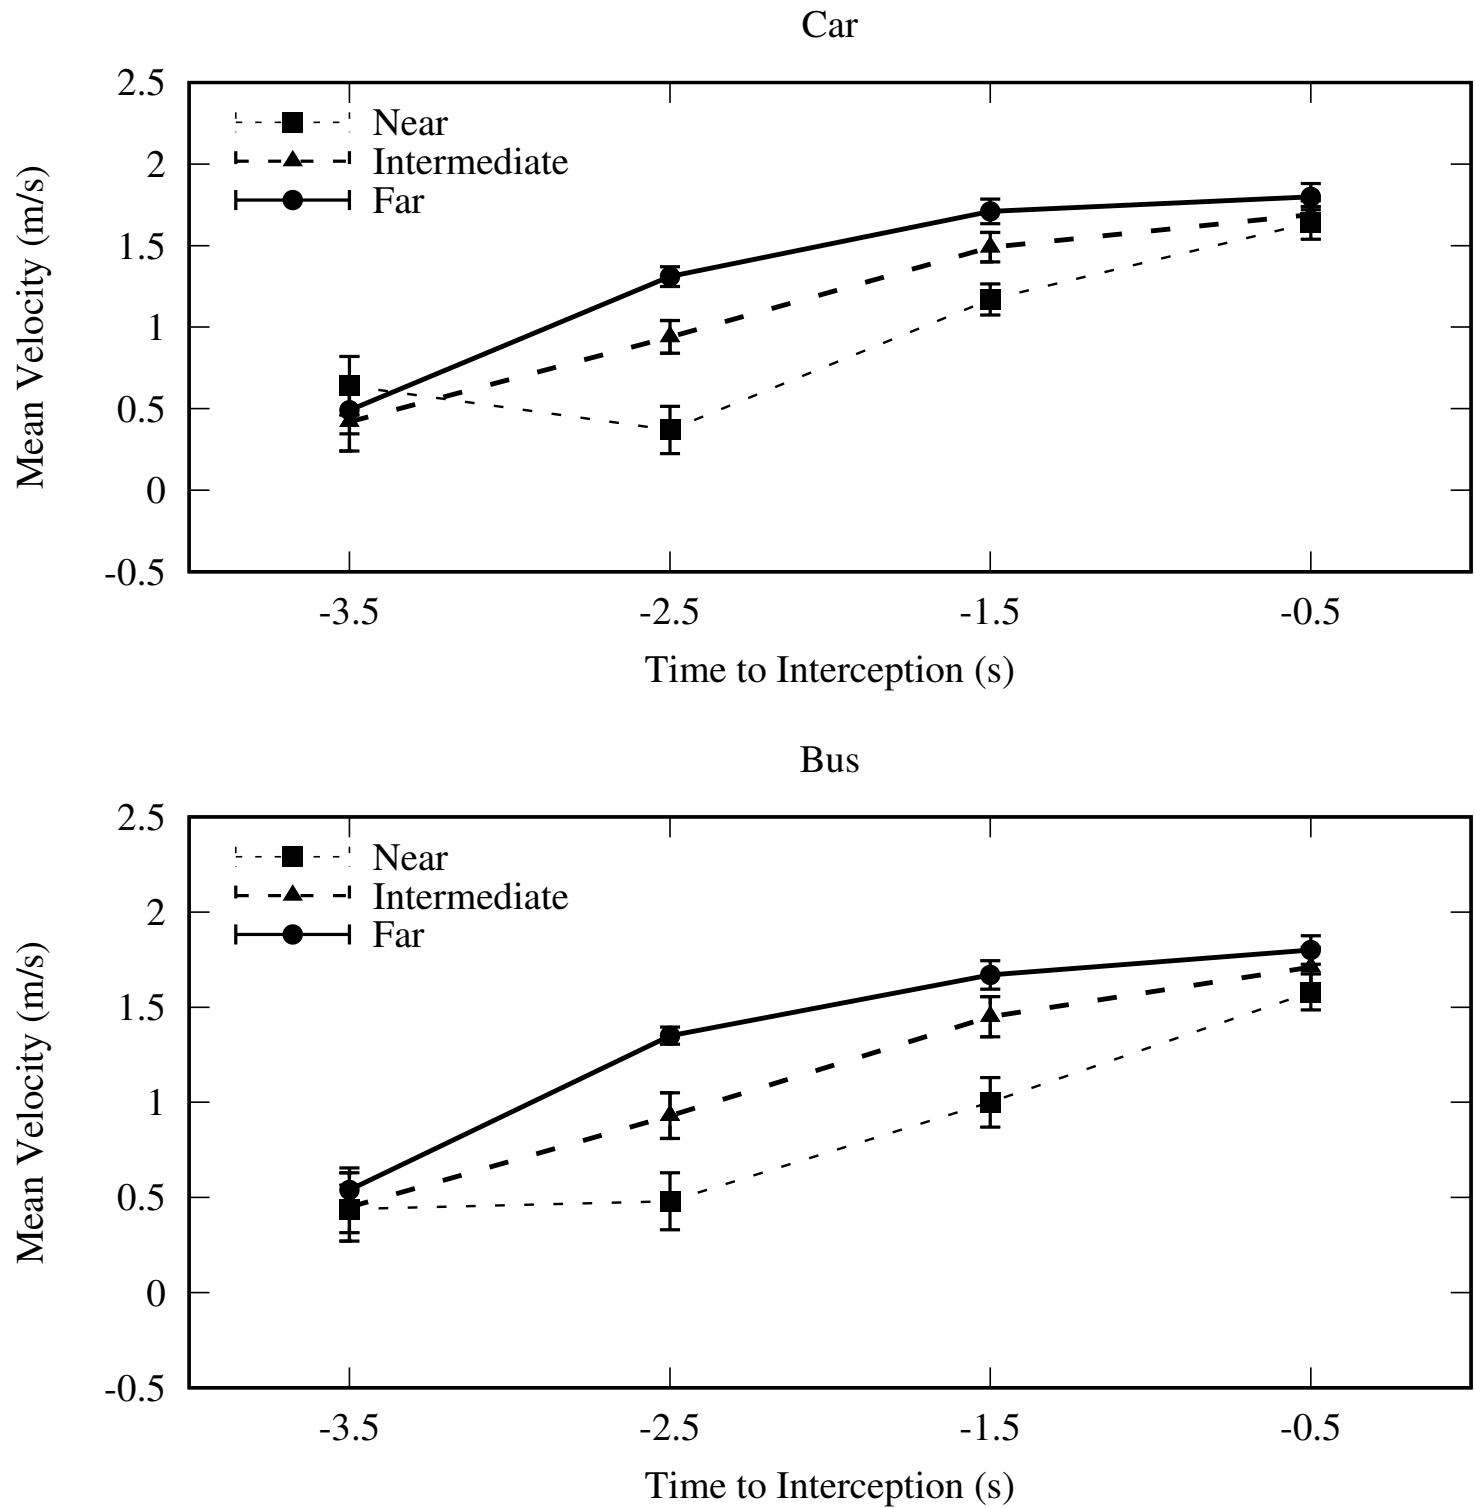 Car
2.5
2
1.5
1
0.5
0
-0.5
Mean Velocity (m/s)
Near
Intermediate
Far
-3.5 -2.5 -1.5 -0.5
Time to Interception (s)
Bus
2.5
2
1.5
1
0.5
0
-0.5
Mean Velocity (m/s)
Near
Intermediate
Far
-3.5 -2.5 -1.5 -0.5
Time to Interception (s)